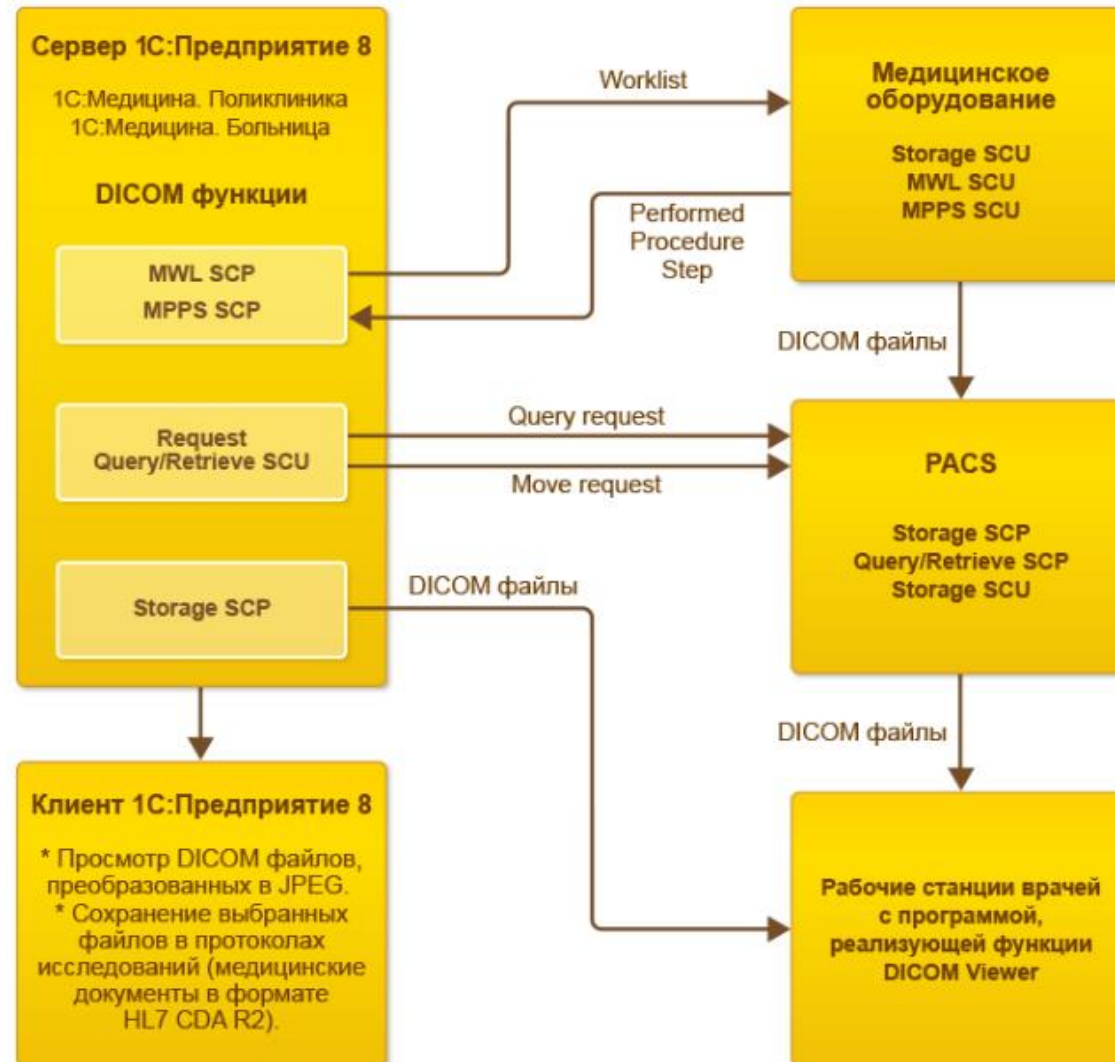 Сервер 1С:Предприятие 8
1С:Медицина. Поликлиника
1С:Медицина. Больница
DICOM функции
MWL SCP
MPPS SCP
Request
Query/Retrieve SCU
Storage SCP
Worklist
Performed
Procedure
Step
Query request
Move request
DICOM файлы
Медицинское
оборудование
Storage SCU
MWL SCU
MPPS SCU
DICOM файлы
PACS
Storage SCP
Query/Retrieve SCP
Storage SCU
DICOM файлы
Клиент 1С:Предприятие 8
* Просмотр DICOM файлов,
преобразованных в JPEG.
* Сохранение выбранных
файлов в протоколах
исследований (медицинские
документы в формате
HL7 CDA R2).
Рабочие станции врачей
с программой,
реализующей функции
DICOM Viewer